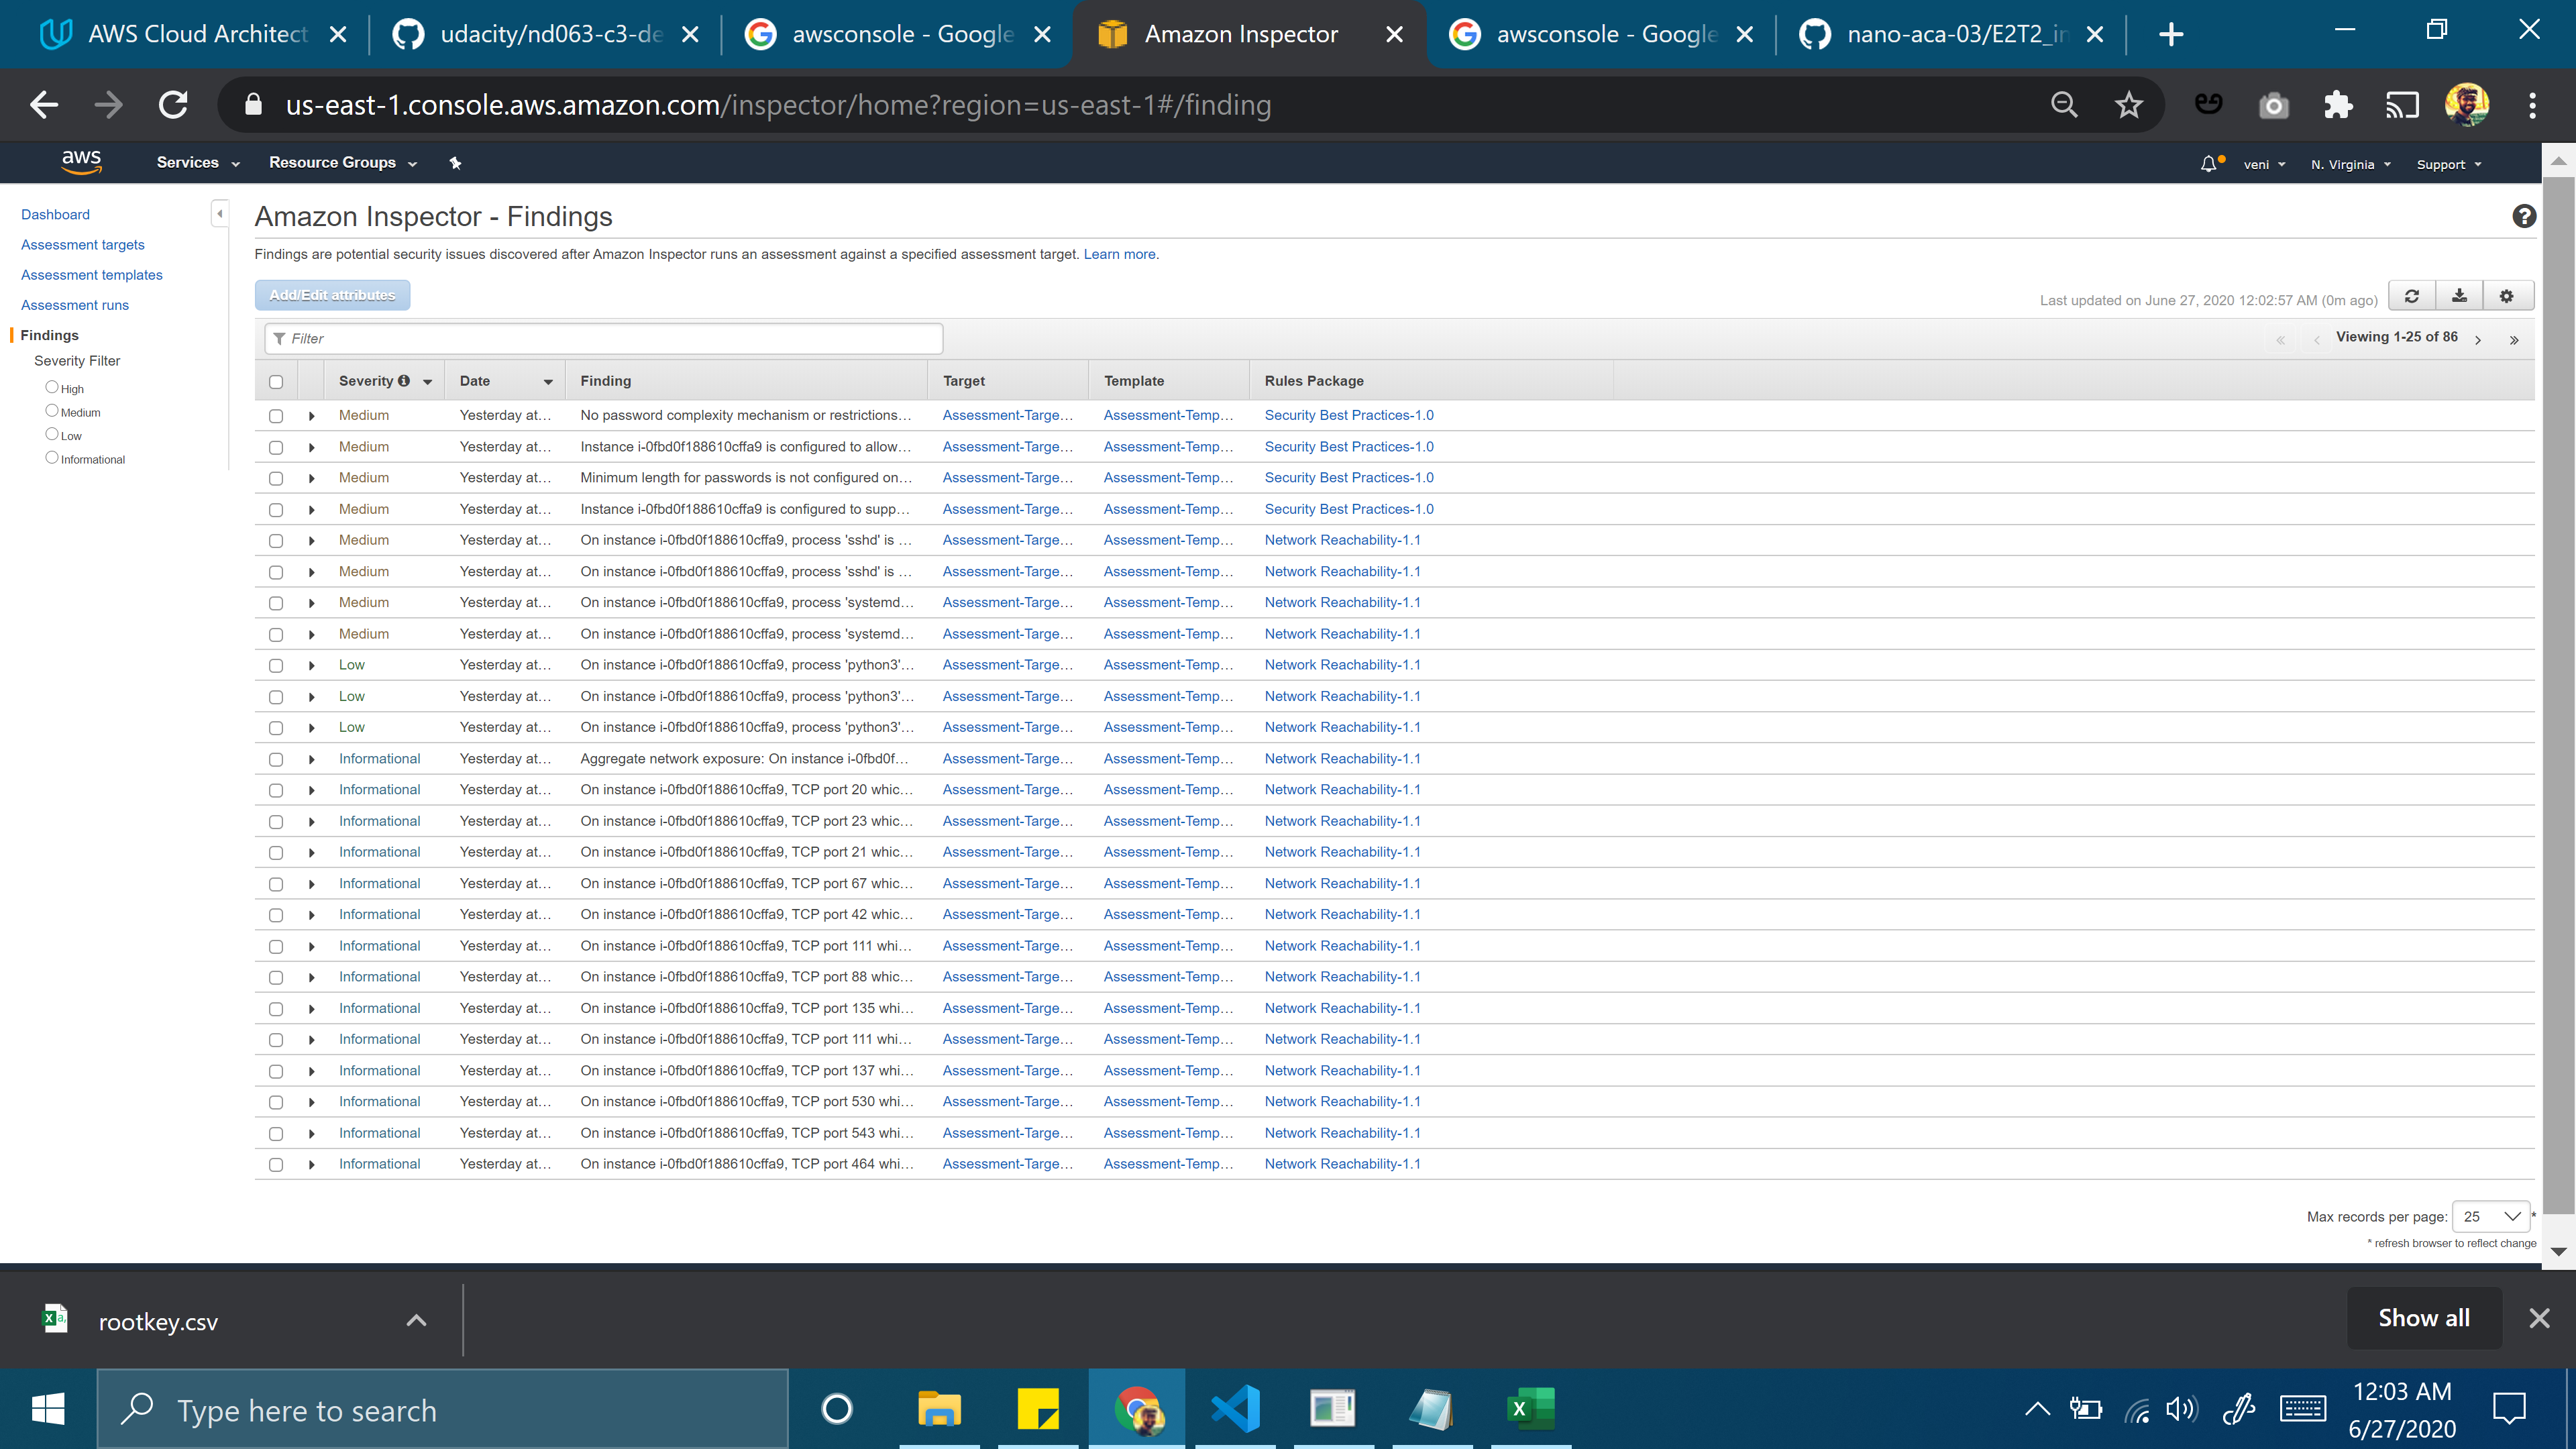 AWS Cloud Architect
udacity/nd063-c3-de
awsconsole - Google
Amazon Inspector
awsconsole - Google
nano-aca-03/E2T2_in
us-east-1.console.aws.amazon.com/inspector/home?region=us-east-1#/finding
aws Services Resource Groups veni N. Virginia Support
Dashboard
Assessment targets
Assessment templates
Assessment runs
Findings
Severity Filter
High
Medium
Low
Informational
Amazon Inspector - Findings
Findings are potential security issues discovered after Amazon Inspector runs an assessment against a specified assessment target. Learn more.
Add/Edit attributes
Last updated on June 27, 2020 12:02:57 AM (0m ago)
Filter
« ‹ Viewing 1-25 of 86 › »
Severity Date Finding Target Template Rules Package
Medium Yesterday at… No password complexity mechanism or restrictions… Assessment-Targe… Assessment-Temp… Security Best Practices-1.0
Medium Yesterday at… Instance i-0fbd0f188610cffa9 is configured to allow… Assessment-Targe… Assessment-Temp… Security Best Practices-1.0
Medium Yesterday at… Minimum length for passwords is not configured on… Assessment-Targe… Assessment-Temp… Security Best Practices-1.0
Medium Yesterday at… Instance i-0fbd0f188610cffa9 is configured to supp… Assessment-Targe… Assessment-Temp… Security Best Practices-1.0
Medium Yesterday at… On instance i-0fbd0f188610cffa9, process 'sshd' is … Assessment-Targe… Assessment-Temp… Network Reachability-1.1
Medium Yesterday at… On instance i-0fbd0f188610cffa9, process 'sshd' is … Assessment-Targe… Assessment-Temp… Network Reachability-1.1
Medium Yesterday at… On instance i-0fbd0f188610cffa9, process 'systemd… Assessment-Targe… Assessment-Temp… Network Reachability-1.1
Medium Yesterday at… On instance i-0fbd0f188610cffa9, process 'systemd… Assessment-Targe… Assessment-Temp… Network Reachability-1.1
Low Yesterday at… On instance i-0fbd0f188610cffa9, process 'python3'… Assessment-Targe… Assessment-Temp… Network Reachability-1.1
Low Yesterday at… On instance i-0fbd0f188610cffa9, process 'python3'… Assessment-Targe… Assessment-Temp… Network Reachability-1.1
Low Yesterday at… On instance i-0fbd0f188610cffa9, process 'python3'… Assessment-Targe… Assessment-Temp… Network Reachability-1.1
Informational Yesterday at… Aggregate network exposure: On instance i-0fbd0f… Assessment-Targe… Assessment-Temp… Network Reachability-1.1
Informational Yesterday at… On instance i-0fbd0f188610cffa9, TCP port 20 whic… Assessment-Targe… Assessment-Temp… Network Reachability-1.1
Informational Yesterday at… On instance i-0fbd0f188610cffa9, TCP port 23 whic… Assessment-Targe… Assessment-Temp… Network Reachability-1.1
Informational Yesterday at… On instance i-0fbd0f188610cffa9, TCP port 21 whic… Assessment-Targe… Assessment-Temp… Network Reachability-1.1
Informational Yesterday at… On instance i-0fbd0f188610cffa9, TCP port 67 whic… Assessment-Targe… Assessment-Temp… Network Reachability-1.1
Informational Yesterday at… On instance i-0fbd0f188610cffa9, TCP port 42 whic… Assessment-Targe… Assessment-Temp… Network Reachability-1.1
Informational Yesterday at… On instance i-0fbd0f188610cffa9, TCP port 111 whi… Assessment-Targe… Assessment-Temp… Network Reachability-1.1
Informational Yesterday at… On instance i-0fbd0f188610cffa9, TCP port 88 whic… Assessment-Targe… Assessment-Temp… Network Reachability-1.1
Informational Yesterday at… On instance i-0fbd0f188610cffa9, TCP port 135 whi… Assessment-Targe… Assessment-Temp… Network Reachability-1.1
Informational Yesterday at… On instance i-0fbd0f188610cffa9, TCP port 111 whi… Assessment-Targe… Assessment-Temp… Network Reachability-1.1
Informational Yesterday at… On instance i-0fbd0f188610cffa9, TCP port 137 whi… Assessment-Targe… Assessment-Temp… Network Reachability-1.1
Informational Yesterday at… On instance i-0fbd0f188610cffa9, TCP port 530 whi… Assessment-Targe… Assessment-Temp… Network Reachability-1.1
Informational Yesterday at… On instance i-0fbd0f188610cffa9, TCP port 543 whi… Assessment-Targe… Assessment-Temp… Network Reachability-1.1
Informational Yesterday at… On instance i-0fbd0f188610cffa9, TCP port 464 whi… Assessment-Targe… Assessment-Temp… Network Reachability-1.1
Max records per page: 25 *
* refresh browser to reflect change
rootkey.csv
Show all
Type here to search
12:03 AM
6/27/2020